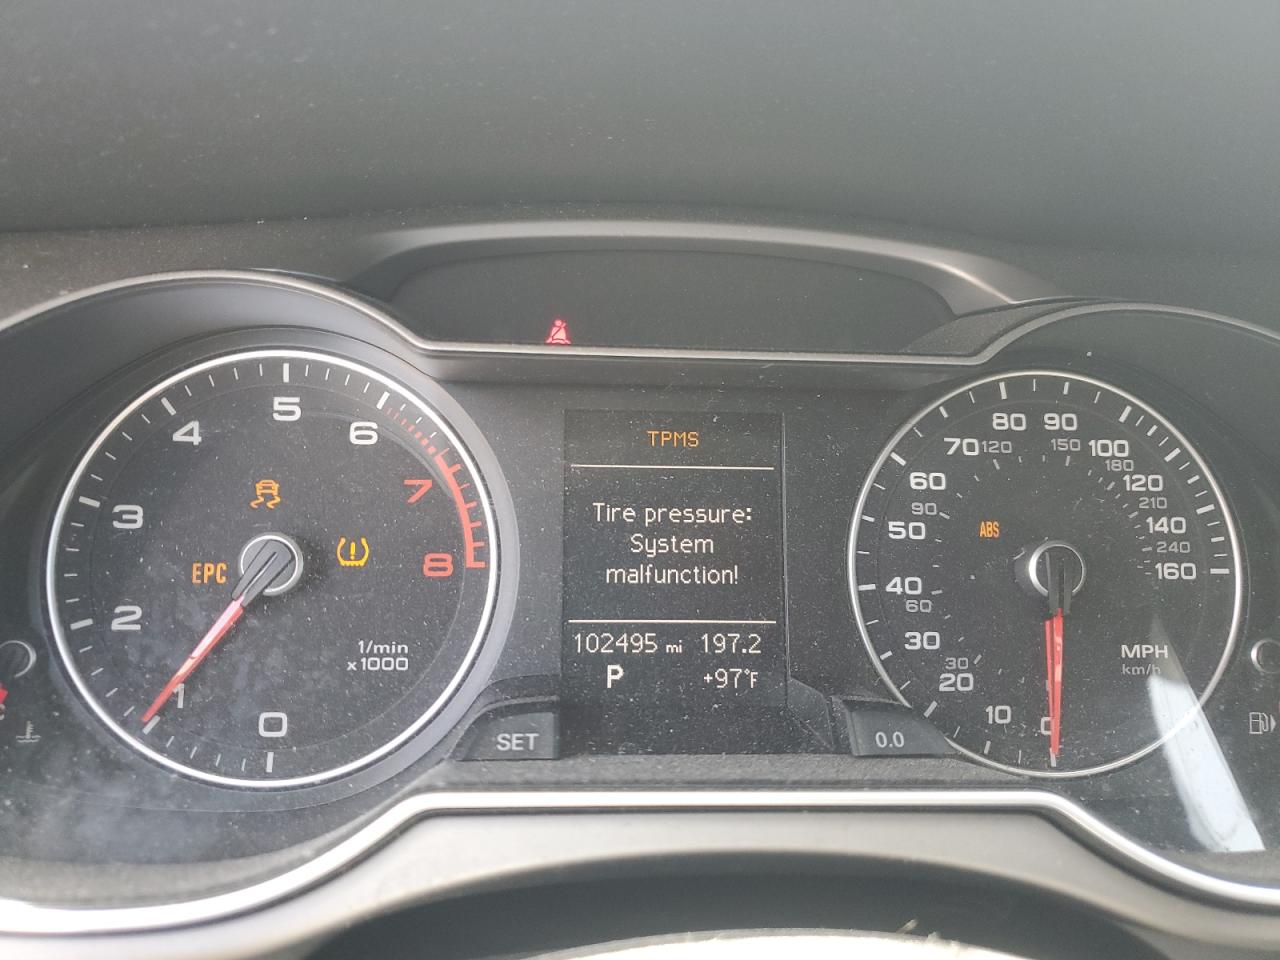 5
4
6
3
7
EPC
8
2
1/min
x1000
1
0
SET
TPMS
Tire pressure:
System
malfunction!
102495 mi 197.2
P +97°F
80 90
70 120 150 100
180
60 120
90 210
50 ABS 140
240
40 160
60
30
MPH
30 km/h
20
10 0
0.0